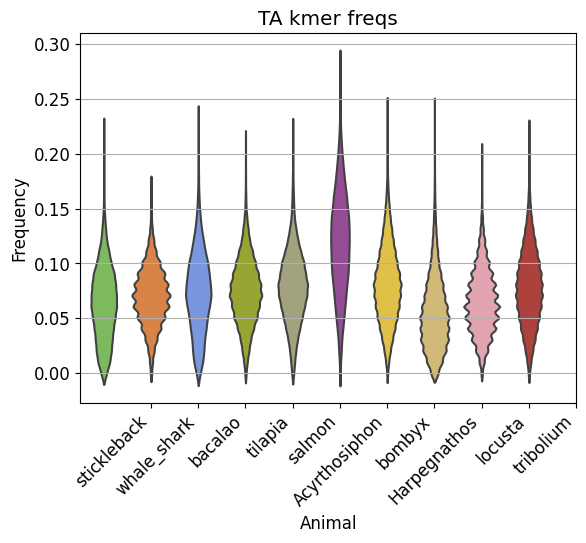 TA kmer freqs
Frequency
0.30
0.25
0.20
0.15
0.10
0.05
0.00
stickleback
whale_shark
bacalao
tilapia
salmon
Acyrthosiphon
bombyx
Harpegnathos
locusta
tribolium
Animal